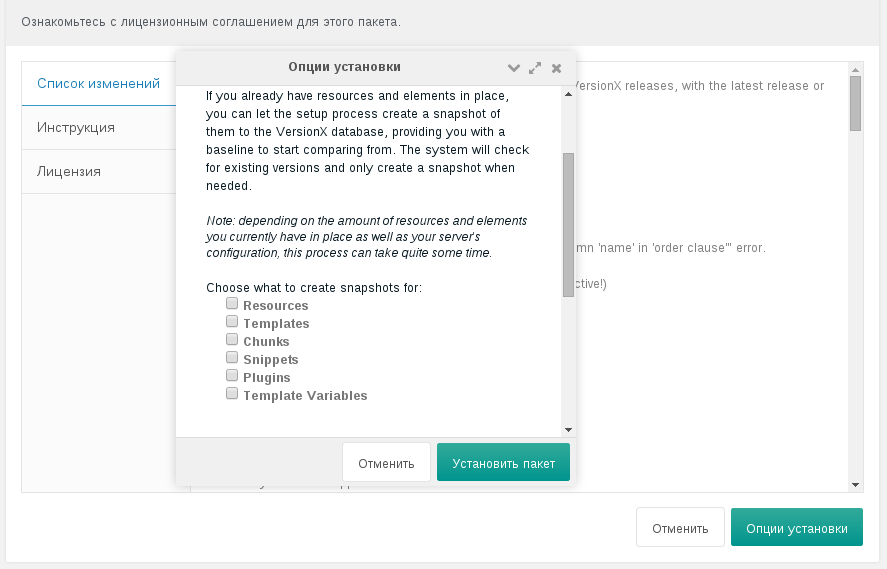 Ознакомьтесь с лицензионным соглашением для этого пакета.
Опции установки
Список изменений
Инструкция
Лицензия
VersionX releases, with the latest release or
mn 'name' in 'order clause'" error.
ctive!)
If you already have resources and elements in place,
you can let the setup process create a snapshot of
them to the VersionX database, providing you with a
baseline to start comparing from. The system will check
for existing versions and only create a snapshot when
needed.
Note: depending on the amount of resources and elements
you currently have in place as well as your server's
configuration, this process can take quite some time.
Choose what to create snapshots for:
Resources
Templates
Chunks
Snippets
Plugins
Template Variables
Отменить
Установить пакет
Отменить
Опции установки